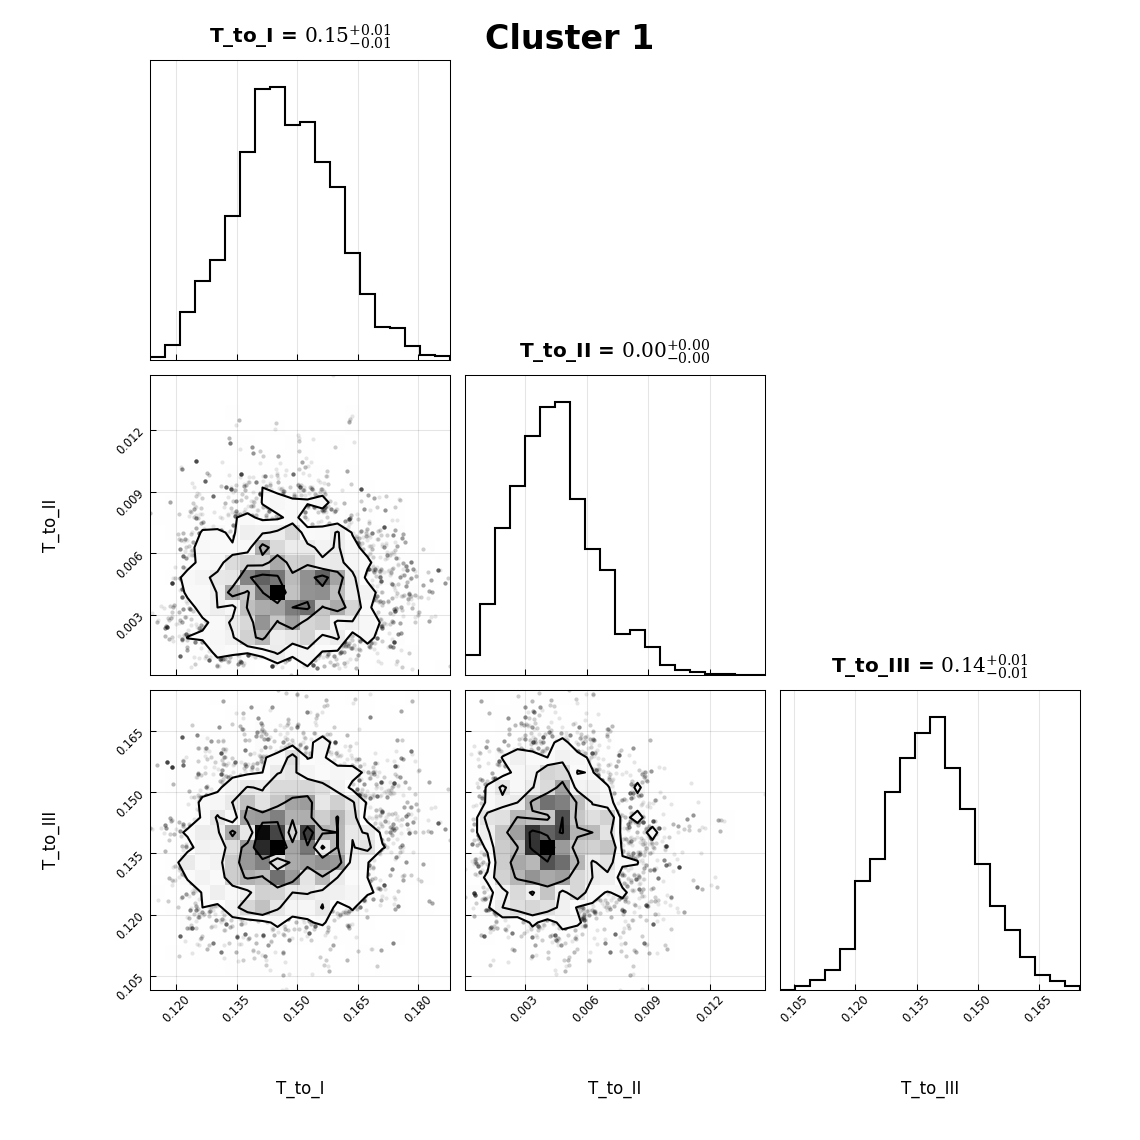 Cluster 1
T_to_I = 0.15+0.01−0.01
T_to_II = 0.00+0.00−0.00
T_to_II
0.012
0.009
0.006
0.003
T_to_III = 0.14+0.01−0.01
T_to_III
0.165
0.150
0.135
0.120
0.105
0.120 0.135 0.150 0.165 0.180
0.003 0.006 0.009 0.012
0.105 0.120 0.135 0.150 0.165
T_to_I T_to_II T_to_III